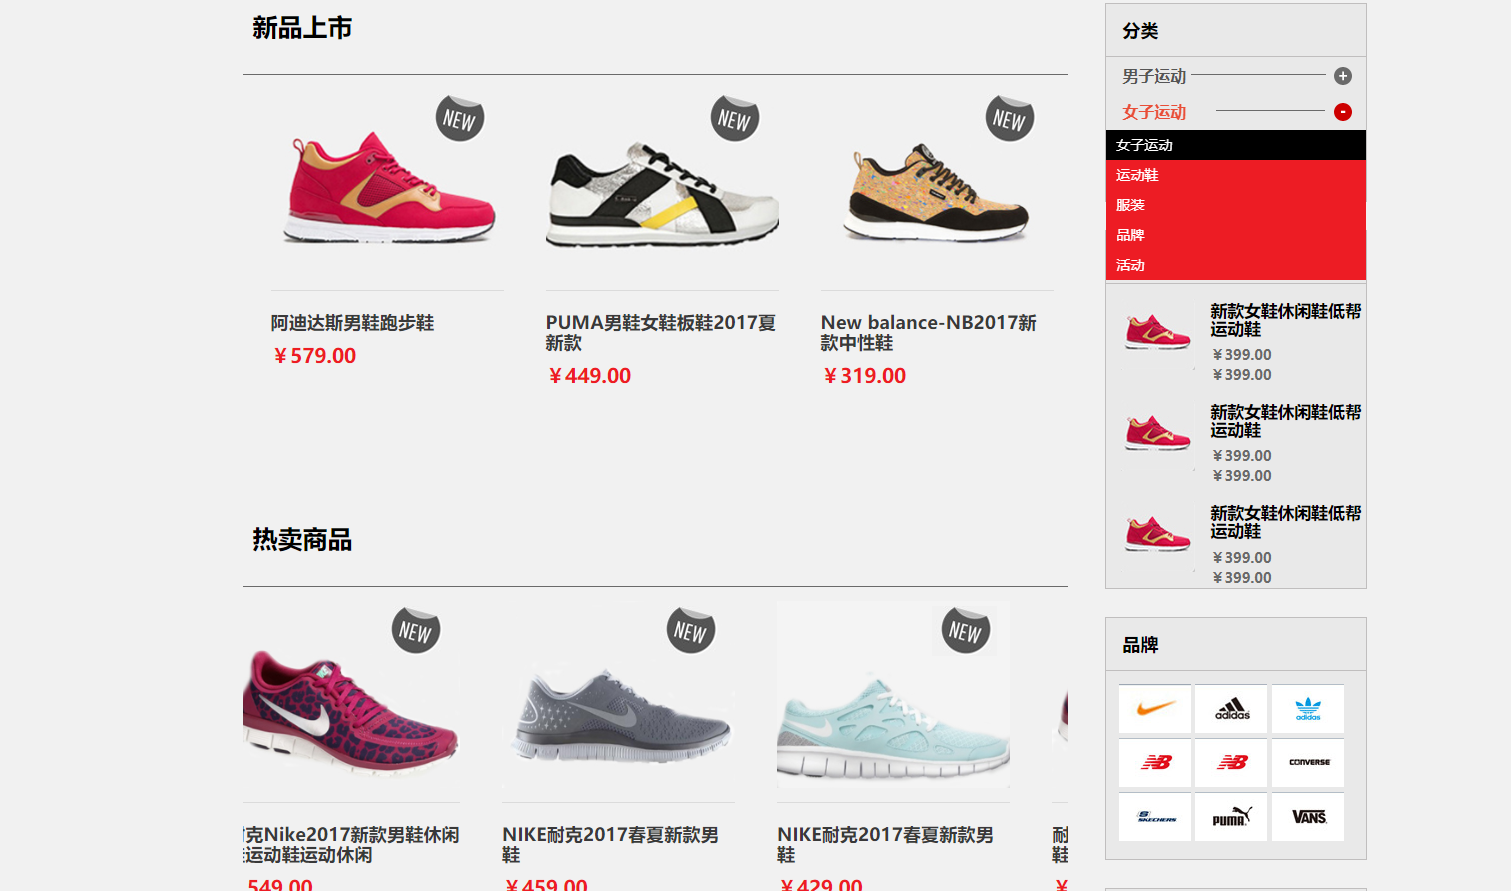 新品上市
NEW
NEW
NEW
阿迪达斯男鞋跑步鞋
¥579.00
PUMA男鞋女鞋板鞋2017夏
新款
¥449.00
New balance-NB2017新
款中性鞋
¥319.00
热卖商品
NEW
NEW
NEW
克Nike2017新款男鞋休闲
运动鞋运动休闲
549.00
NIKE耐克2017春夏新款男
鞋
¥459.00
NIKE耐克2017春夏新款男
鞋
¥429.00
耐
鞋
¥
分类
男子运动
+
女子运动
-
女子运动
运动鞋
服装
品牌
活动
新款女鞋休闲鞋低帮
运动鞋
¥399.00
¥399.00
新款女鞋休闲鞋低帮
运动鞋
¥399.00
¥399.00
新款女鞋休闲鞋低帮
运动鞋
¥399.00
¥399.00
品牌
adidas
adidas
NB
NB
CONVERSE
SKECHERS
PUMA
VANS